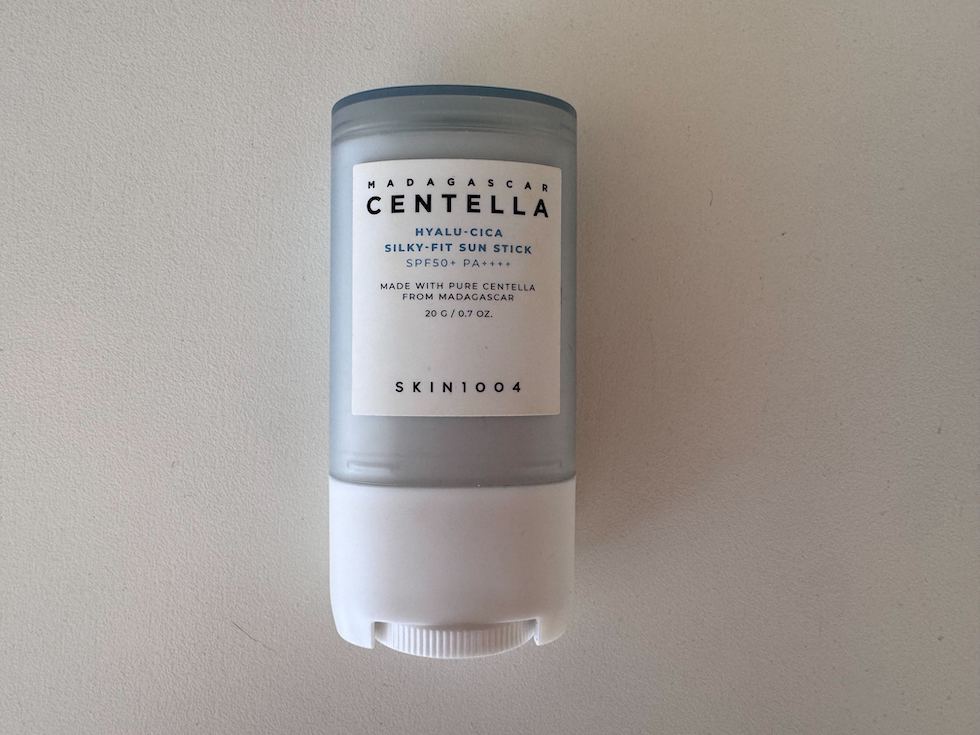 MADAGASCAR
CENTELLA
HYALU-CICA
SILKY-FIT SUN STICK
SPF50+ PA++++
MADE WITH PURE CENTELLA
FROM MADAGASCAR
20 G / 0.7 OZ.
SKIN1004